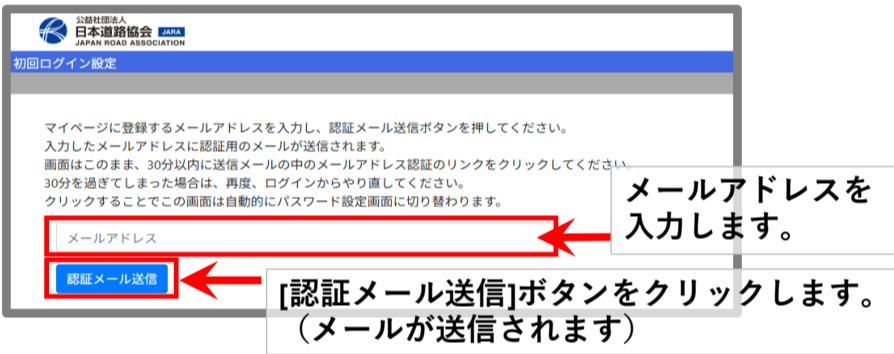 公益社団法人
日本道路協会 JARA
JAPAN ROAD ASSOCIATION
初回ログイン設定
マイページに登録するメールアドレスを入力し、認証メール送信ボタンを押してください。
入力したメールアドレスに認証用のメールが送信されます。
画面はこのまま、30分以内に送信メールの中のメールアドレス認証のリンクをクリックしてください。
30分を過ぎてしまった場合は、再度、ログインからやり直してください。
クリックすることでこの画面は自動的にパスワード設定画面に切り替わります。
メールアドレスを
入力します。
メールアドレス
認証メール送信
[認証メール送信]ボタンをクリックします。
（メールが送信されます）